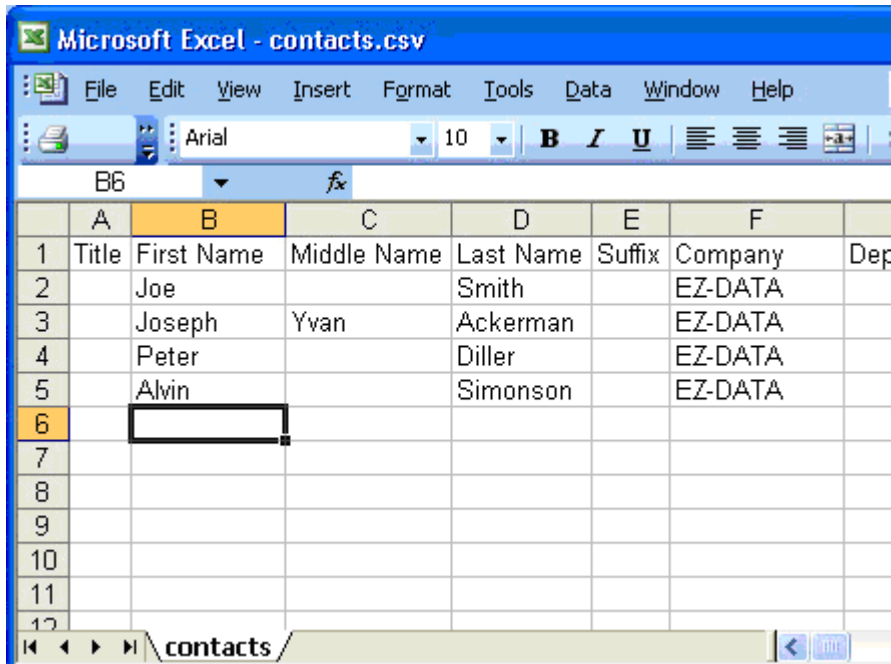 Microsoft Excel - contacts.csv
File Edit View Insert Format Tools Data Window Help
Arial 10 B I U a
B6 fx
A B C D E F
1 Title First Name Middle Name Last Name Suffix Company Dep
2 Joe Smith EZ-DATA
3 Joseph Yvan Ackerman EZ-DATA
4 Peter Diller EZ-DATA
5 Alvin Simonson EZ-DATA
6
7
8
9
10
11
12
contacts